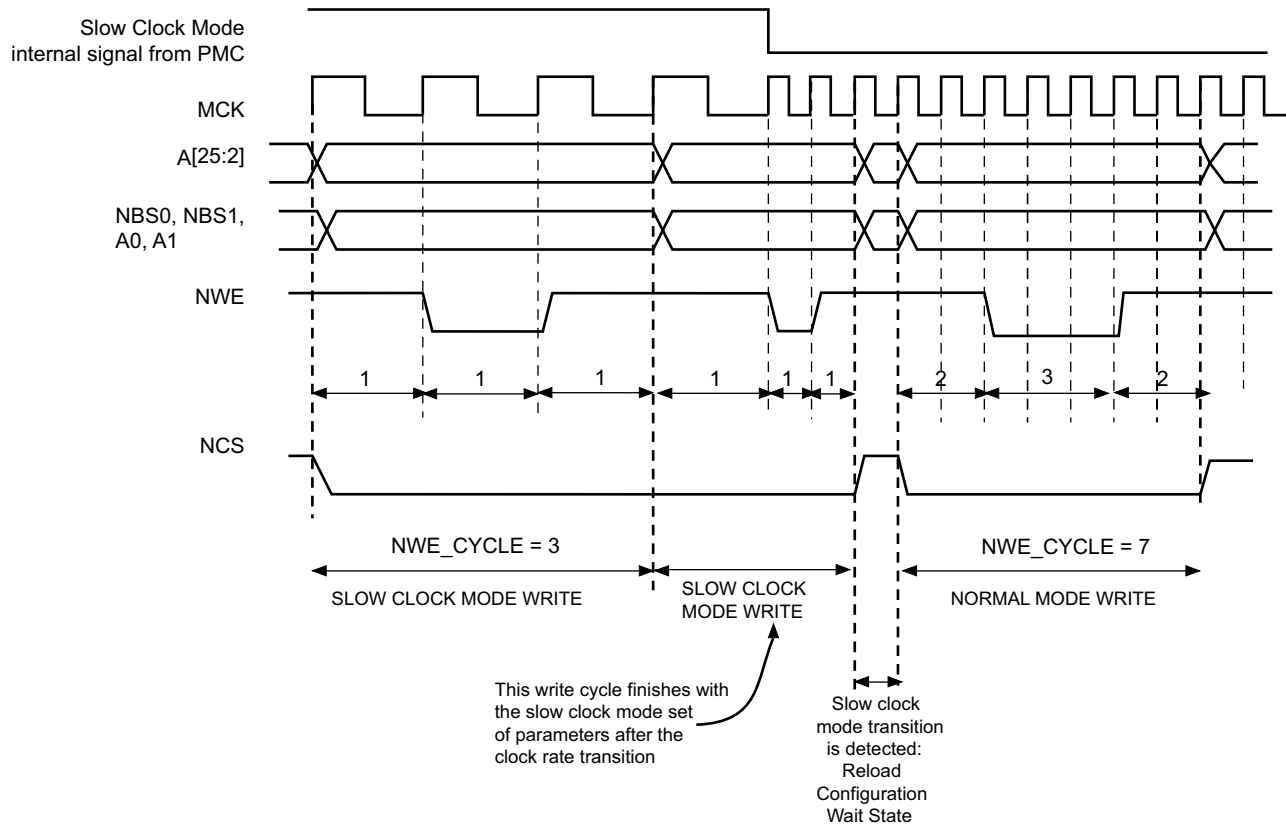 Slow Clock Mode
internal signal from PMC
MCK
A[25:2]
NBS0, NBS1,
A0, A1
NWE
1
1
1
1
1
1
2
3
2
NCS
NWE_CYCLE = 3
NWE_CYCLE = 7
SLOW CLOCK MODE WRITE
SLOW CLOCK
MODE WRITE
NORMAL MODE WRITE
This write cycle finishes with
the slow clock mode set
of parameters after the
clock rate transition
Slow clock
mode transition
is detected:
Reload
Configuration
Wait State